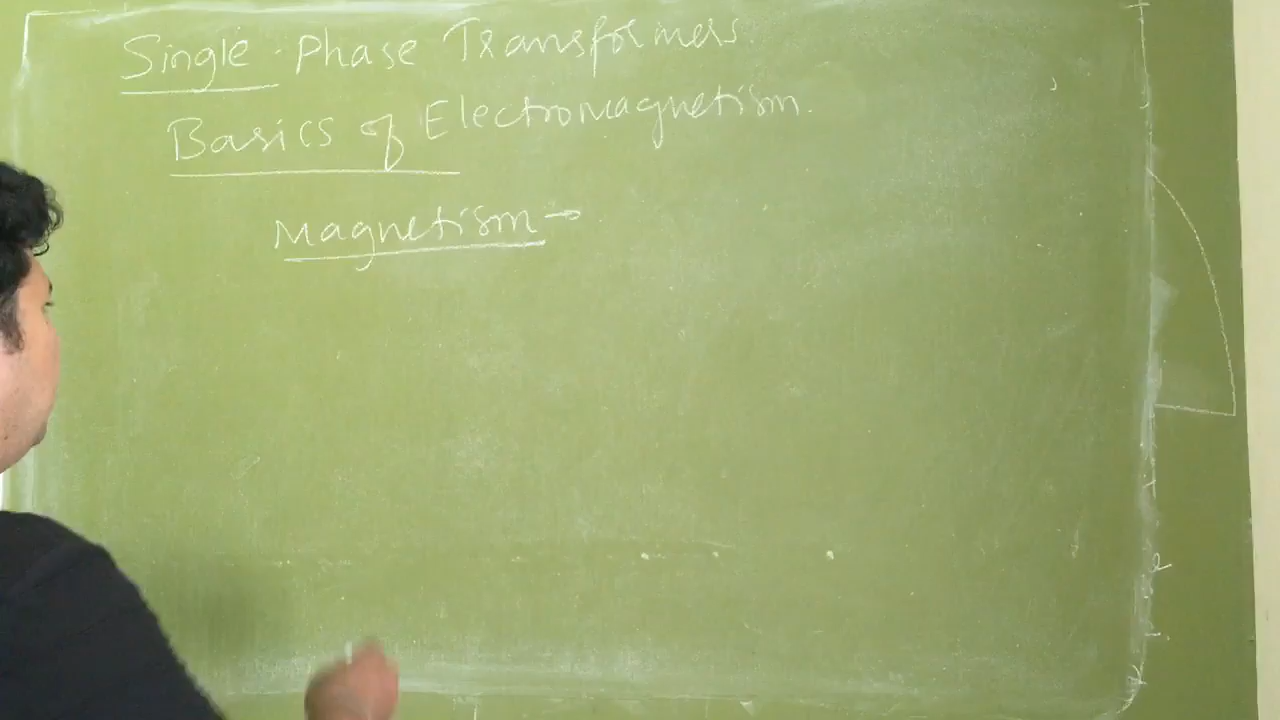 Single-Phase Transformers.
Basics of Electromagnetism.
Magnetism →